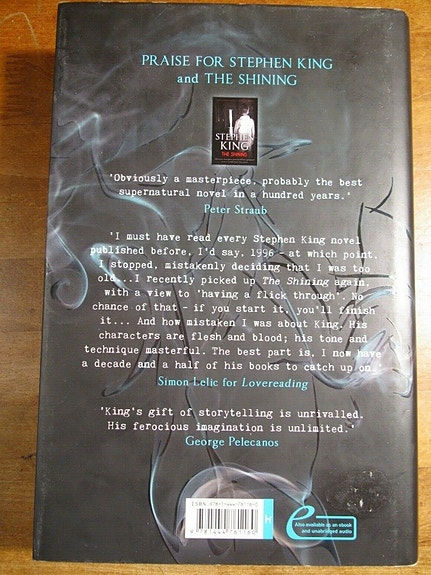 PRAISE FOR STEPHEN KING
and THE SHINING
STEPHEN
KING
THE SHINING
'Obviously a masterpiece, probably the best
supernatural novel in a hundred years.'
Peter Straub
'I must have read every Stephen King novel
published before, I'd say, 1996 - at which point,
I stopped, mistakenly deciding that I was too
old...I recently picked up The Shining again,
with a view to 'having a flick through'. No
chance of that - if you start it, you'll finish
it... And how mistaken I was about King. His
characters are flesh and blood; his tone and
technique masterful. The best part is, I now have
a decade and a half of his books to catch up on.'
Simon Lelic for Lovereading
'King's gift of storytelling is unrivalled.
His ferocious imagination is unlimited.'
George Pelecanos
H
e
Also available as an ebook
and unabridged audio